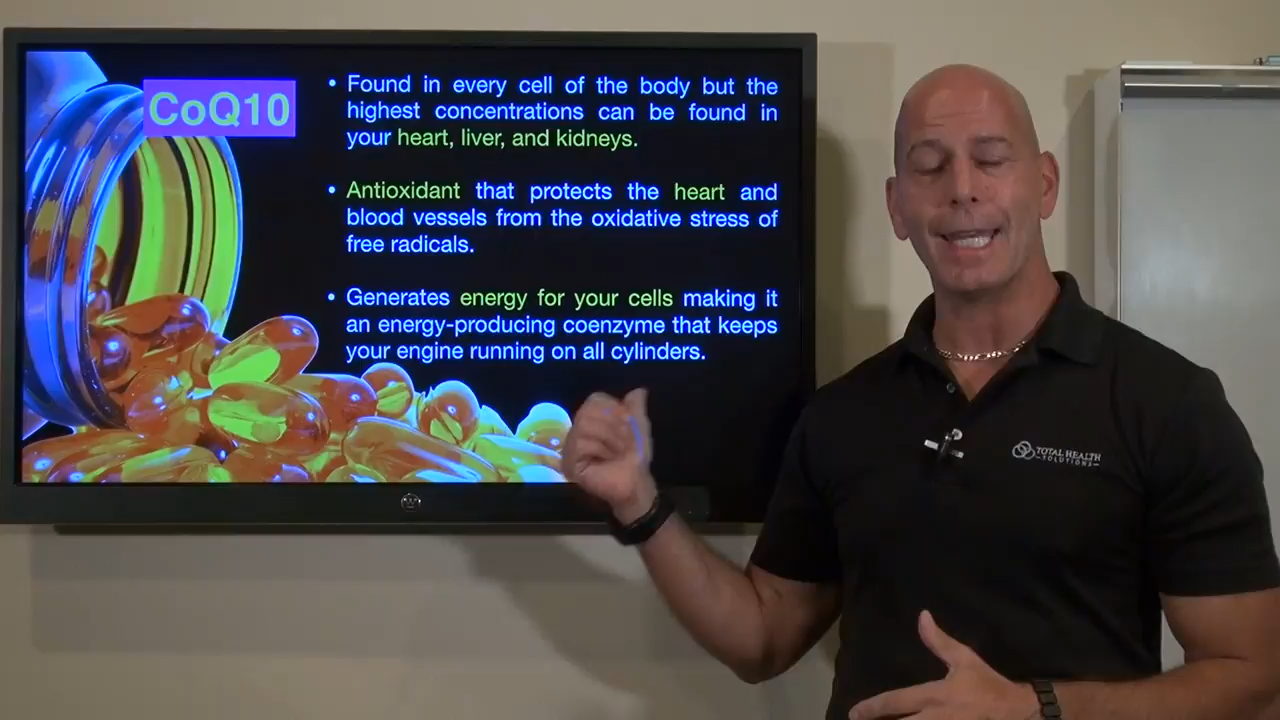 CoQ10
• Found in every cell of the body but the
highest concentrations can be found in
your heart, liver, and kidneys.
• Antioxidant that protects the heart and
blood vessels from the oxidative stress of
free radicals.
• Generates energy for your cells making it
an energy-producing coenzyme that keeps
your engine running on all cylinders.
TOTAL HEALTH
SOLUTIONS